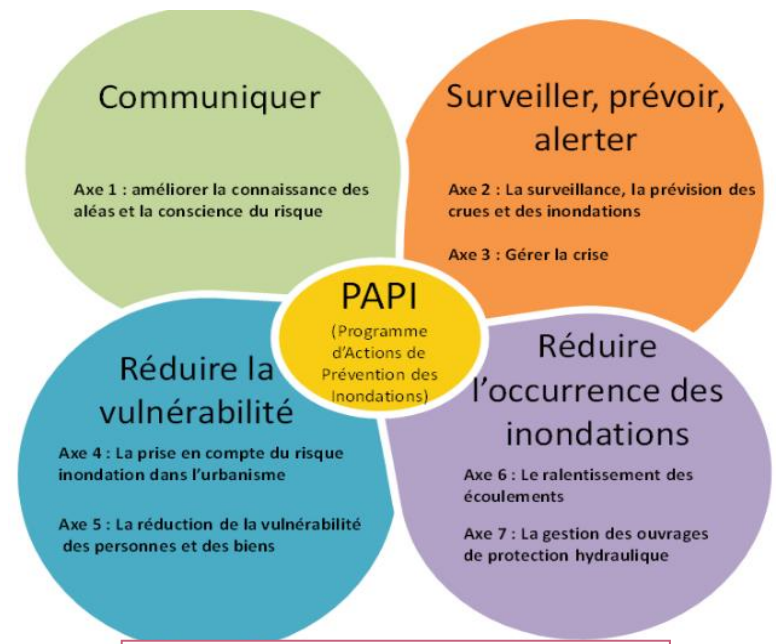 Communiquer
Axe 1 : améliorer la connaissance des
aléas et la conscience du risque
Surveiller, prévoir,
alerter
Axe 2 : La surveillance, la prévision des
crues et des inondations
Axe 3 : Gérer la crise
PAPI
(Programme
d'Actions de
Prévention des
Inondations)
Réduire la
vulnérabilité
Axe 4 : La prise en compte du risque
inondation dans l'urbanisme
Axe 5 : La réduction de la vulnérabilité
des personnes et des biens
Réduire
l'occurrence des
inondations
Axe 6 : Le ralentissement des
écoulements
Axe 7 : La gestion des ouvrages
de protection hydraulique